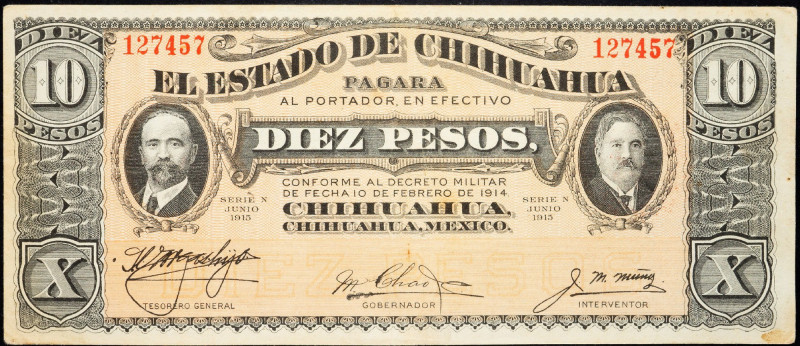 DIEZ
10
PESOS
127457
127457
DIEZ
10
PESOS
EL ESTADO DE CHIHUAHUA
PAGARA
AL PORTADOR, EN EFECTIVO
DIEZ PESOS,
CONFORME AL DECRETO MILITAR
DE FECHA 10 DE FEBRERO DE 1914.
SERIE N
JUNIO
1915
CHIHUAHUA,
CHIHUAHUA, MEXICO.
SERIE N
JUNIO
1915
X
M Chao
J. M. Muñoz
X
TESORERO GENERAL
GOBERNADOR
INTERVENTOR